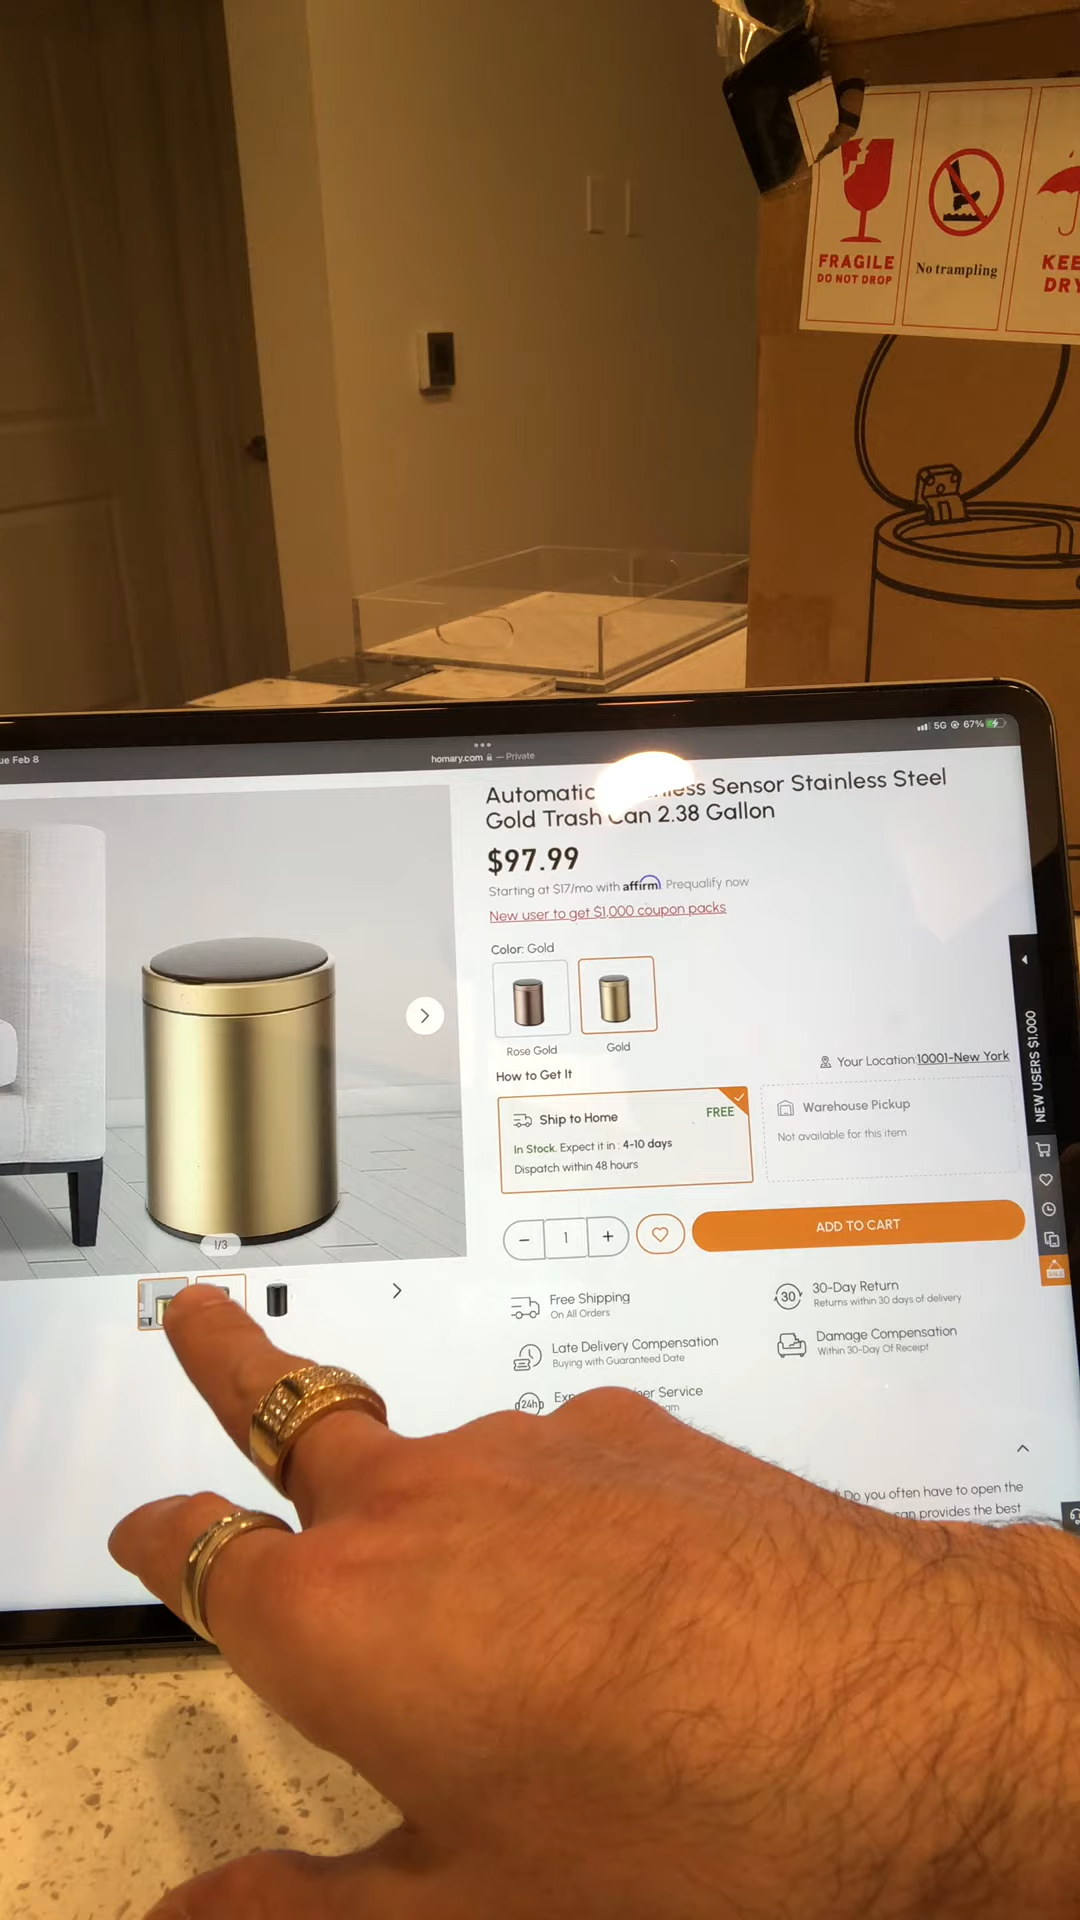 FRAGILE
DO NOT DROP
No trampling
KEE
DRY
ue Feb 8
homary.com — Private
5G 67%
Automatic Sensor Stainless Steel
Gold Trash Can 2.38 Gallon
$97.99
Starting at $17/mo with affirm Prequalify now
New user to get $1,000 coupon packs
Color: Gold
Rose Gold
Gold
How to Get It
Your Location:10001-New York
Ship to Home
FREE
In Stock. Expect it in : 4-10 days
Dispatch within 48 hours
Warehouse Pickup
Not available for this item
NEW USERS $1,000
1/3
− 1 +
ADD TO CART
SALE
Free Shipping
On All Orders
30
30-Day Return
Returns within 30 days of delivery
Late Delivery Compensation
Buying with Guaranteed Date
Damage Compensation
Within 30-Day Of Receipt
24h
Service
Do you often have to open the
can provides the best